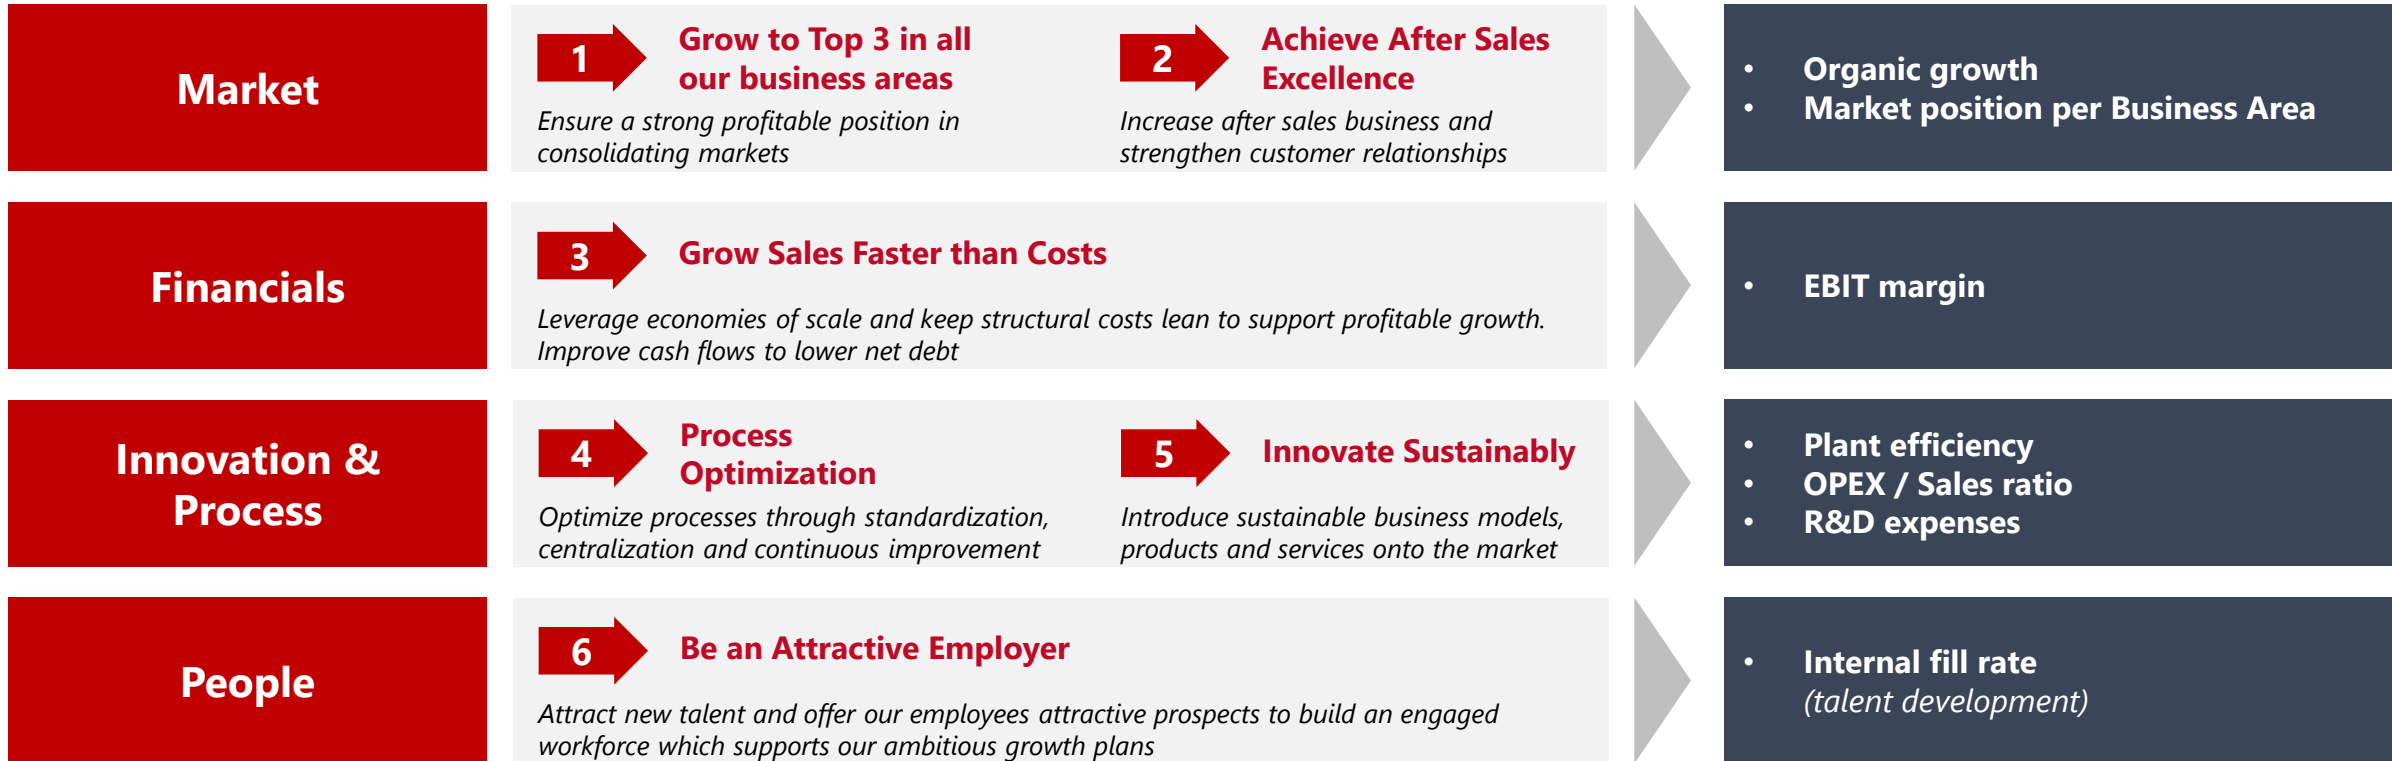 Market
1
Grow to Top 3 in all
our business areas
Ensure a strong profitable position in
consolidating markets
2
Achieve After Sales
Excellence
Increase after sales business and
strengthen customer relationships
• Organic growth
• Market position per Business Area
Financials
3
Grow Sales Faster than Costs
Leverage economies of scale and keep structural costs lean to support profitable growth.
Improve cash flows to lower net debt
• EBIT margin
Innovation &
Process
4
Process
Optimization
Optimize processes through standardization,
centralization and continuous improvement
5
Innovate Sustainably
Introduce sustainable business models,
products and services onto the market
• Plant efficiency
• OPEX / Sales ratio
• R&D expenses
People
6
Be an Attractive Employer
Attract new talent and offer our employees attractive prospects to build an engaged
workforce which supports our ambitious growth plans
• Internal fill rate
(talent development)